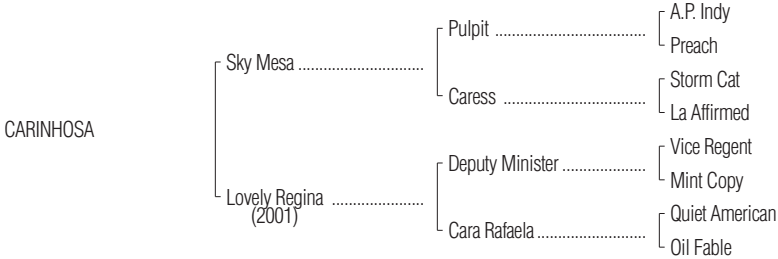 A.P. Indy
Pulpit ....................................
Preach
Sky Mesa ..............................
Storm Cat
Caress ..................................
La Affirmed
CARINHOSA
Vice Regent
Deputy Minister ....................
Mint Copy
Lovely Regina ......................
(2001)
Quiet American
Cara Rafaela ..........................
Oil Fable